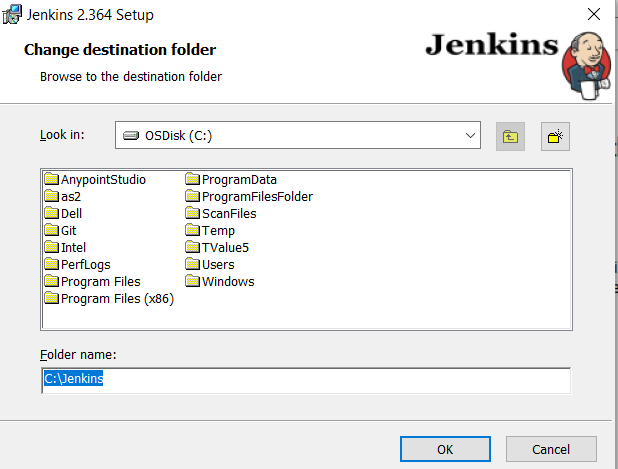 Jenkins 2.364 Setup
Change destination folder
Jenkins
Browse to the destination folder
Look in:
OSDisk (C:)
AnypointStudio
as2
Dell
Git
Intel
PerfLogs
Program Files
Program Files (x86)
ProgramData
ProgramFilesFolder
ScanFiles
Temp
TValue5
Users
Windows
Folder name:
C:\Jenkins
OK
Cancel